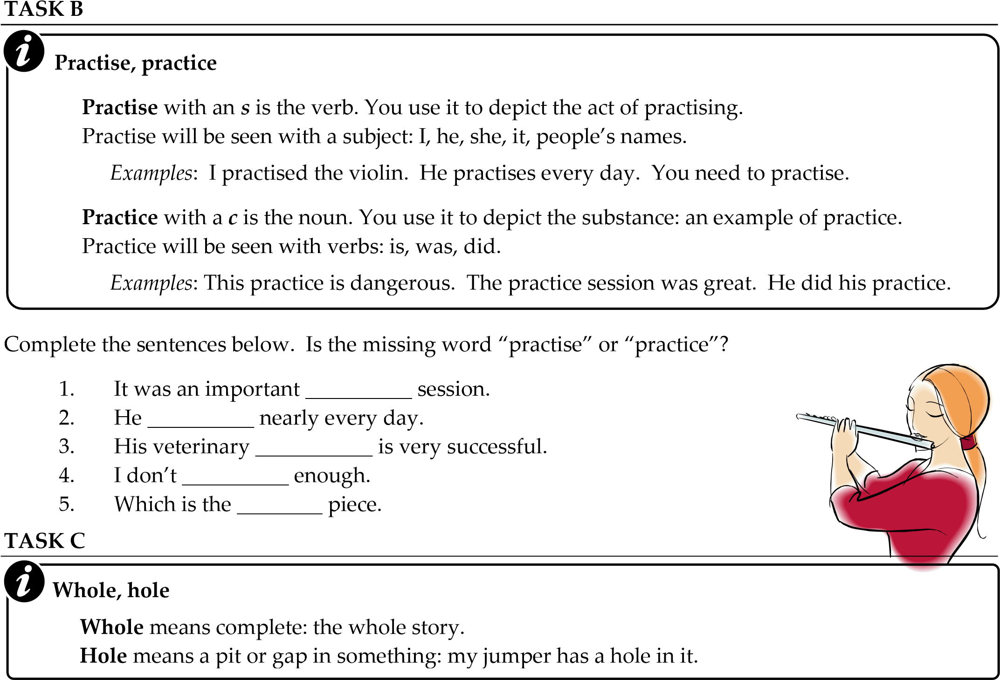 TASK B
i
Practise, practice
Practise with an s is the verb. You use it to depict the act of practising.
Practise will be seen with a subject: I, he, she, it, people’s names.
Examples:  I practised the violin.  He practises every day.  You need to practise.
Practice with a c is the noun. You use it to depict the substance: an example of practice.
Practice will be seen with verbs: is, was, did.
Examples: This practice is dangerous.  The practice session was great.  He did his practice.
Complete the sentences below.  Is the missing word “practise” or “practice”?
1. It was an important __________ session.
2. He __________ nearly every day.
3. His veterinary ___________ is very successful.
4. I don’t __________ enough.
5. Which is the ________ piece.
TASK C
i
Whole, hole
Whole means complete: the whole story.
Hole means a pit or gap in something: my jumper has a hole in it.